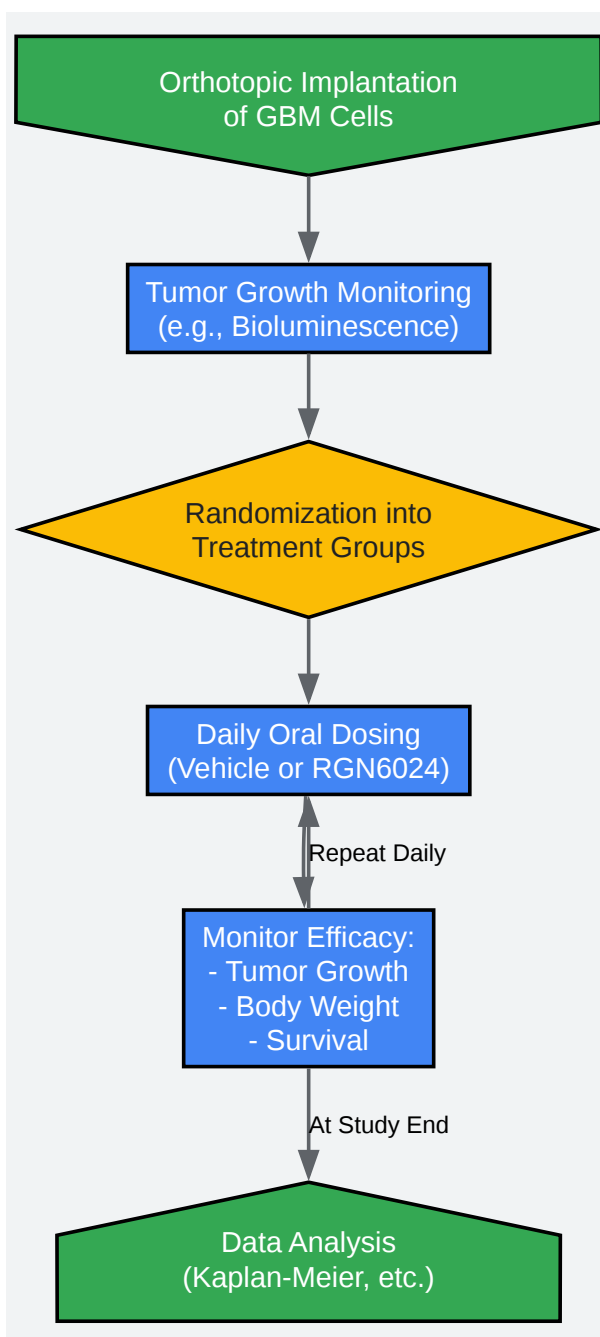 Orthotopic Implantation
of GBM Cells
Tumor Growth Monitoring
(e.g., Bioluminescence)
Randomization into
Treatment Groups
Daily Oral Dosing
(Vehicle or RGN6024)
Repeat Daily
Monitor Efficacy:
- Tumor Growth
- Body Weight
- Survival
At Study End
Data Analysis
(Kaplan-Meier, etc.)